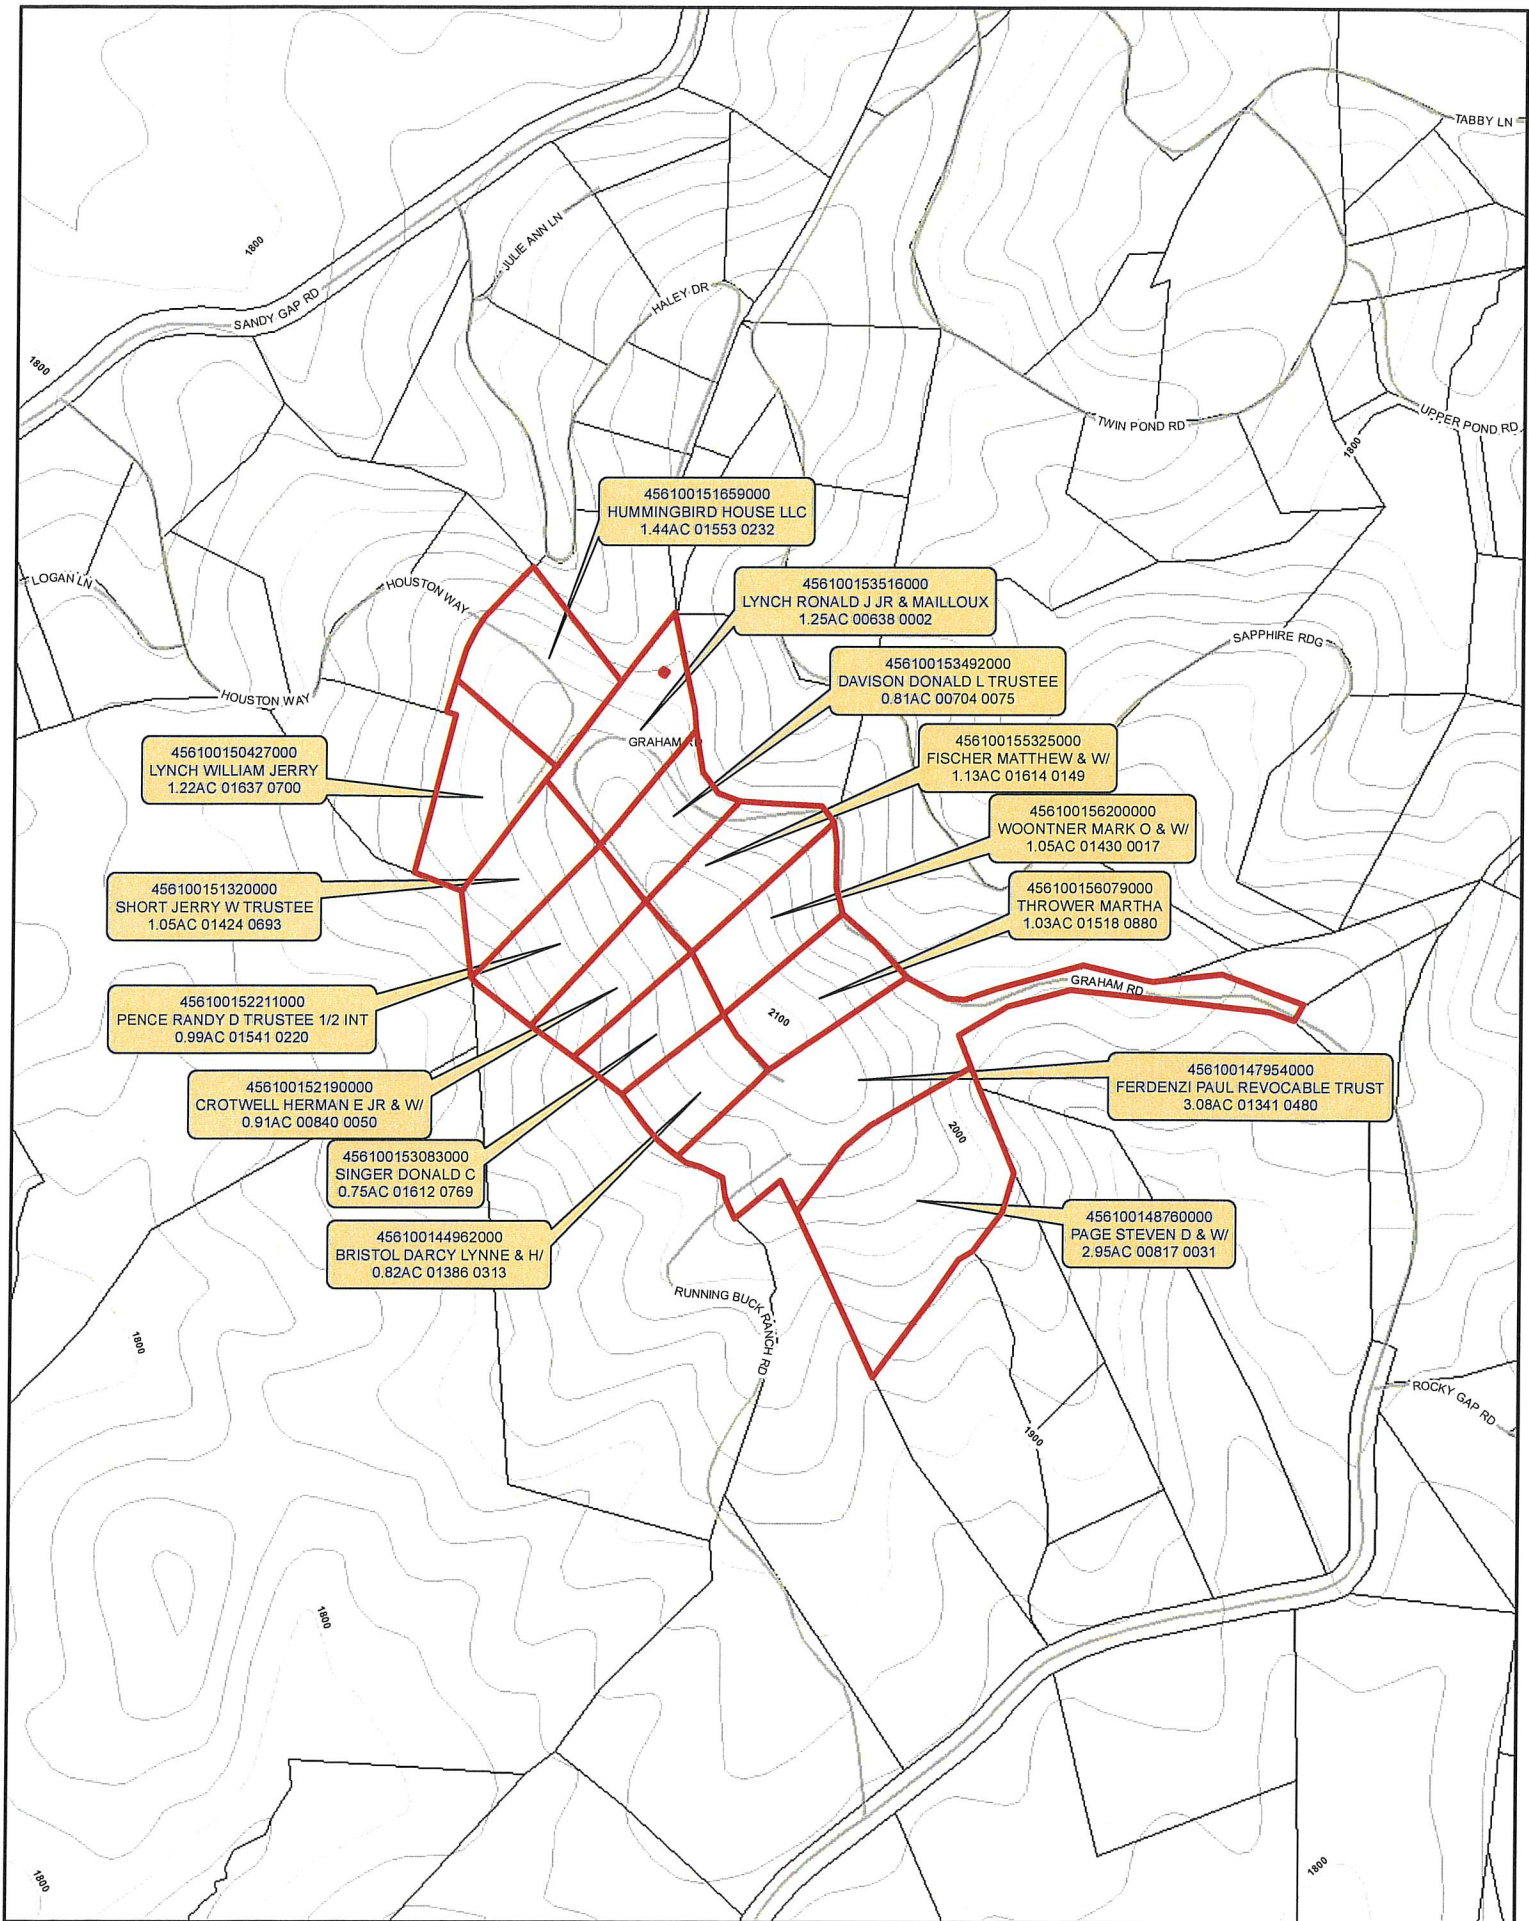 TABBY LN
JULIE ANN LN
1800
HALEY DR
SANDY GAP RD
1800
TWIN POND RD
UPPER POND RD
1800
456100151659000
HUMMINGBIRD HOUSE LLC
1.44AC 01553 0232
LOGAN LN
HOUSTON WAY
456100153516000
LYNCH RONALD J JR & MAILLOUX
1.25AC 00638 0002
SAPPHIRE RDG
456100153492000
DAVISON DONALD L TRUSTEE
0.81AC 00704 0075
HOUSTON WAY
GRAHAM RD
456100155325000
FISCHER MATTHEW & W/
1.13AC 01614 0149
456100150427000
LYNCH WILLIAM JERRY
1.22AC 01637 0700
456100156200000
WOONTNER MARK O & W/
1.05AC 01430 0017
456100151320000
SHORT JERRY W TRUSTEE
1.05AC 01424 0693
456100156079000
THROWER MARTHA
1.03AC 01518 0880
GRAHAM RD
456100152211000
PENCE RANDY D TRUSTEE 1/2 INT
0.99AC 01541 0220
2100
456100147954000
FERDENZI PAUL REVOCABLE TRUST
3.08AC 01341 0480
456100152190000
CROTWELL HERMAN E JR & W/
0.91AC 00840 0050
2000
456100153083000
SINGER DONALD C
0.75AC 01612 0769
456100148760000
PAGE STEVEN D & W/
2.95AC 00817 0031
456100144962000
BRISTOL DARCY LYNNE & H/
0.82AC 01386 0313
RUNNING BUCK RANCH RD
1800
ROCKY GAP RD
1900
1800
1800
1800